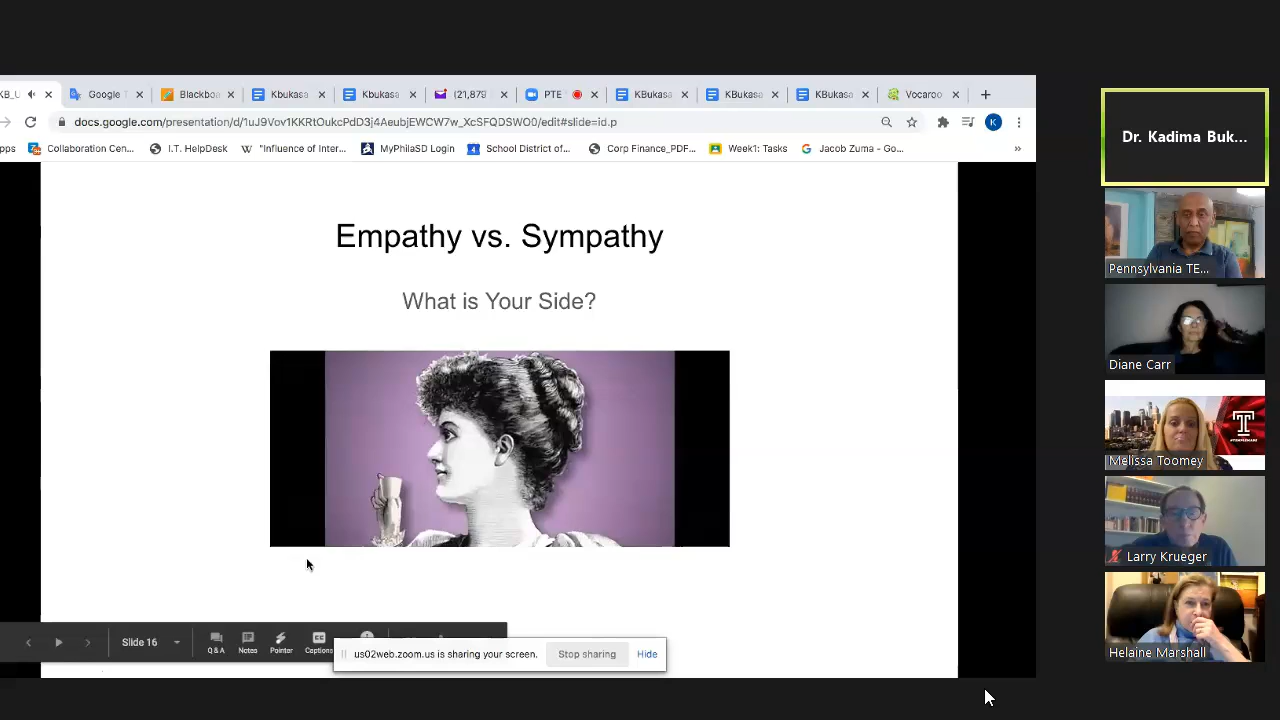 KB_U
Google T
Blackboa
Kbukasa
Kbukasa
(21,879
PTE
KBukasa
KBukasa
KBukasa
Vocaroo
docs.google.com/presentation/d/1uJ9Vov1KKRtOukcPdD3j4AeubjEWCW7w_XcSFQDSWO0/edit#slide=id.p
K
pps
Collaboration Cen...
I.T. HelpDesk
"Influence of Inter...
MyPhilaSD Login
School District of...
Corp Finance_PDF...
Week1: Tasks
Jacob Zuma - Go...
Empathy vs. Sympathy
What is Your Side?
Slide 16
Q & A
Notes
Pointer
Captions
us02web.zoom.us is sharing your screen.
Stop sharing
Hide
Dr. Kadima Buk...
Pennsylvania TE...
Diane Carr
Melissa Toomey
Larry Krueger
Helaine Marshall